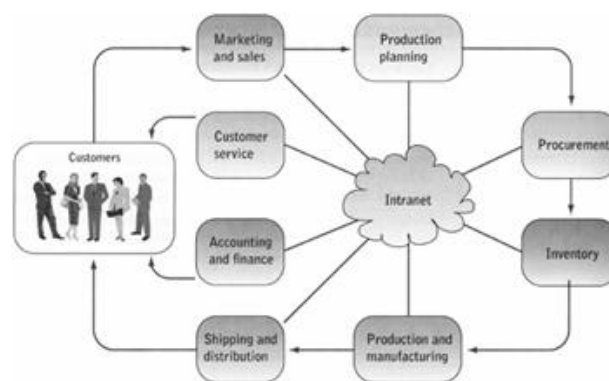 Marketing
and sales
Production
planning
Customers
Customer
service
Procurement
Intranet
Accounting
and finance
Inventory
Shipping and
distribution
Production and
manufacturing